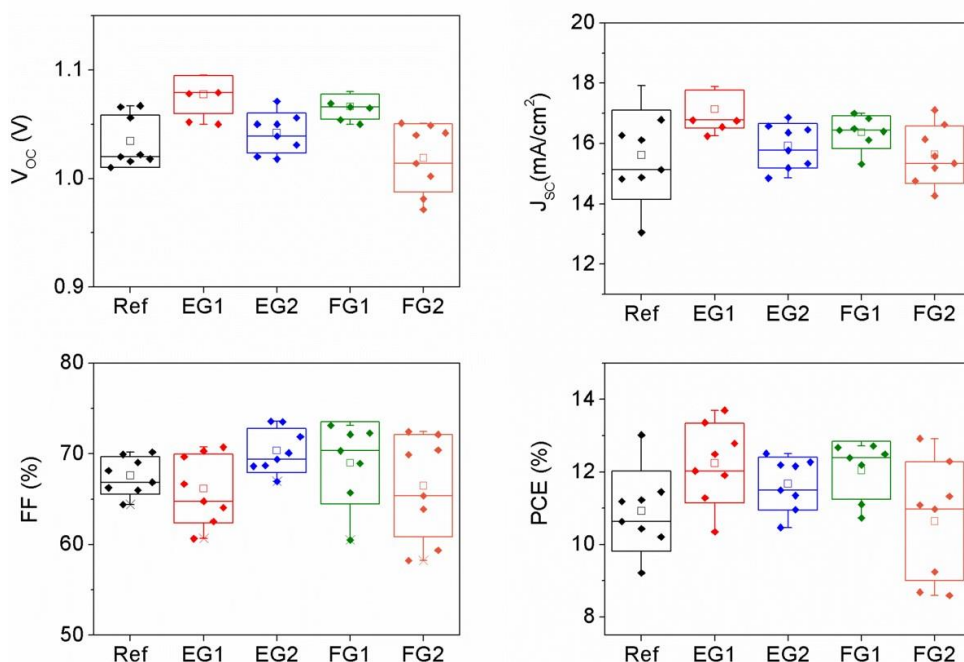 V_OC (V)
1.1
1.0
0.9
Ref EG1 EG2 FG1 FG2
J_SC(mA/cm²)
20
18
16
14
12
10
Ref EG1 EG2 FG1 FG2
FF (%)
80
70
60
50
Ref EG1 EG2 FG1 FG2
PCE (%)
14
12
10
8
Ref EG1 EG2 FG1 FG2